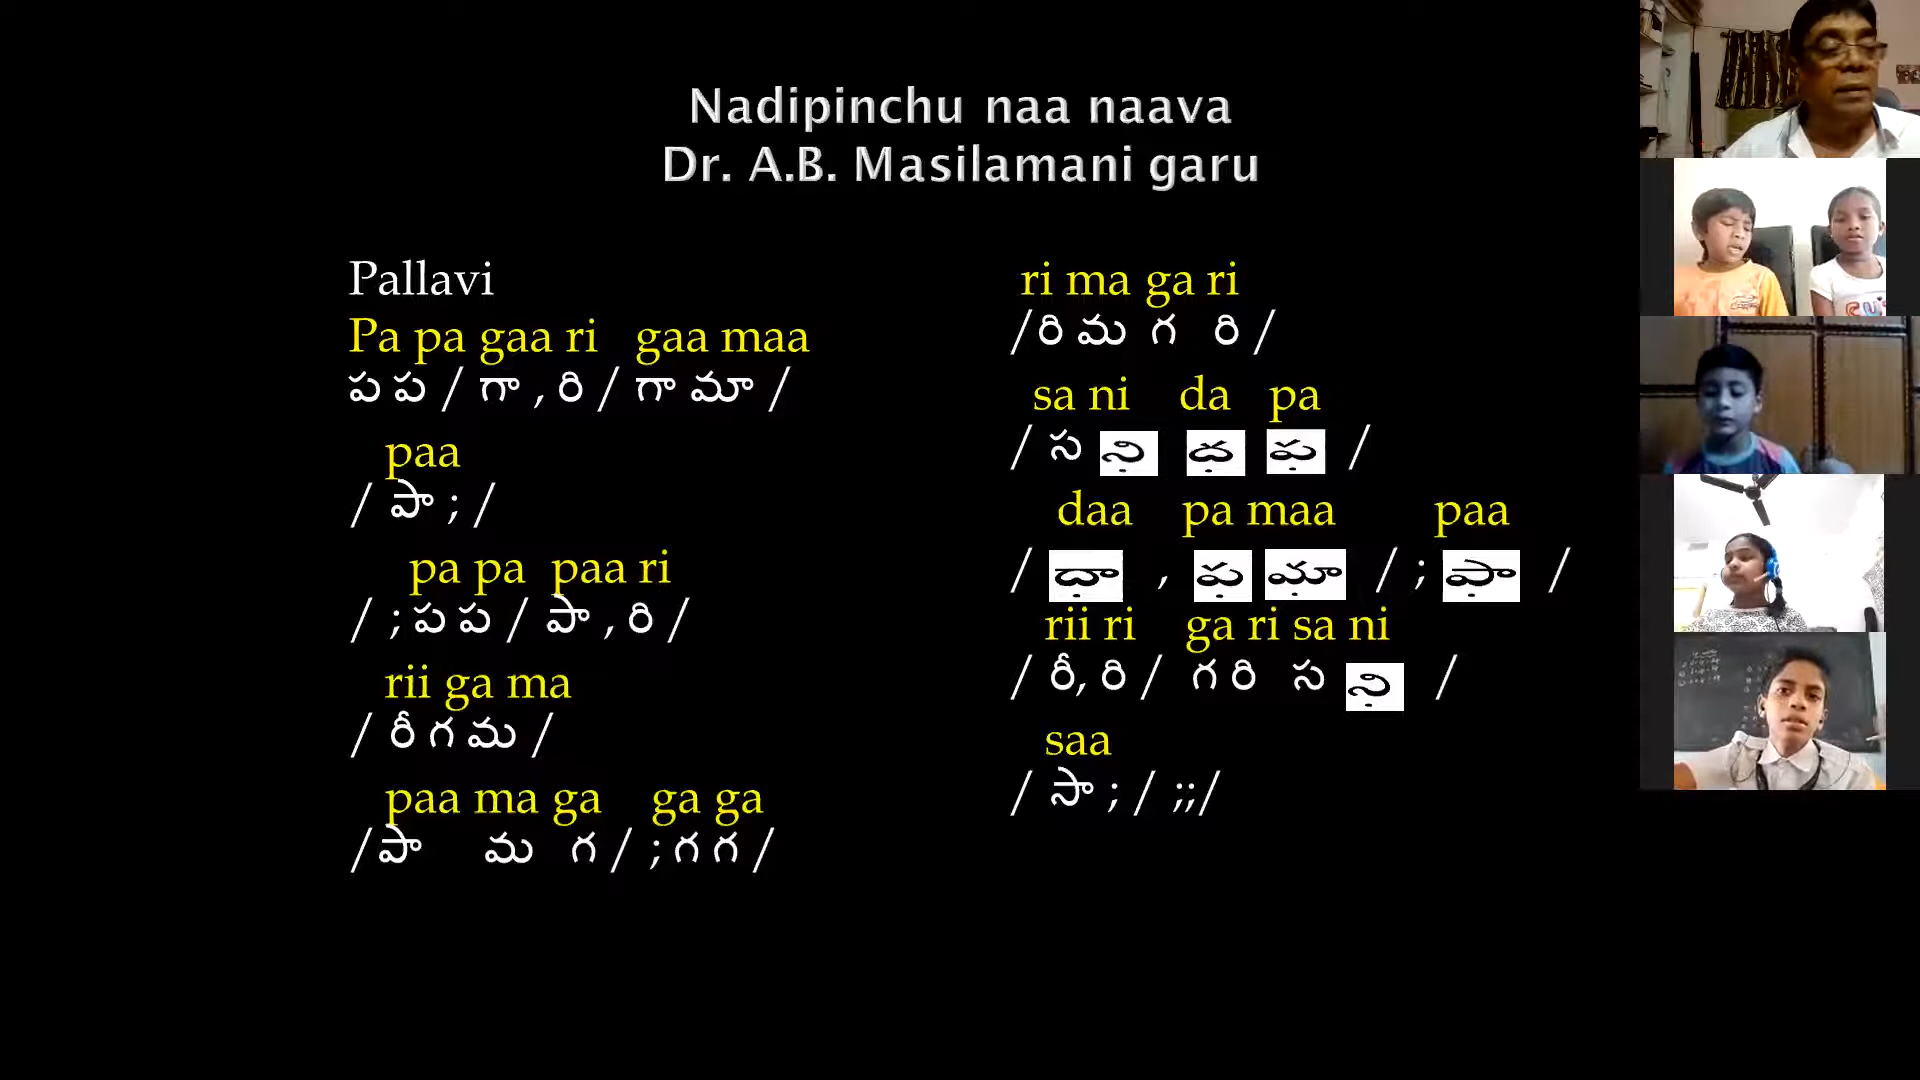 Nadipinchu naa naava
Dr. A.B. Masilamani garu
Pallavi
Pa pa gaa ri gaa maa
ప ప / గా , రి / గా మా /
paa
/ పా ; /
pa pa paa ri
/ ; ప ప / పా , రి /
rii ga ma
/ రీ గ మ /
paa ma ga ga ga
/ పా మ గ / ; గ గ /
ri ma ga ri
/ రి మ గ రి /
sa ni da pa
/ స ని ద ప /
daa pa maa paa
/ దా , ప మా / ; పా /
rii ri ga ri sa ni
/ రీ, రి / గ రి స ని /
saa
/ సా ; / ;;/